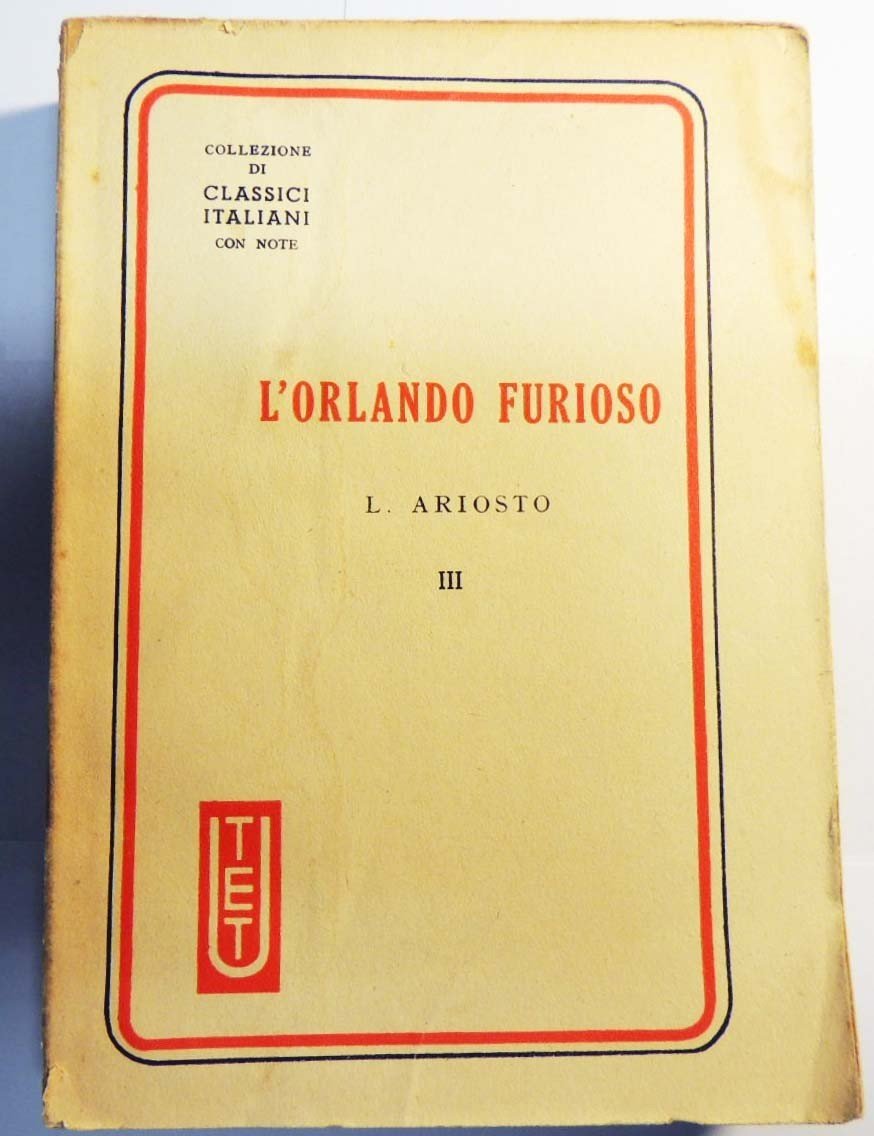 COLLEZIONE
DI
CLASSICI
ITALIANI
CON NOTE
L'ORLANDO FURIOSO
L. ARIOSTO
III
UTET